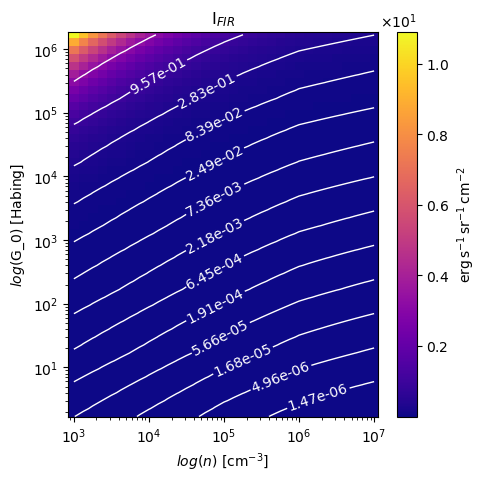 I_{FIR}
×10^1
10^6
10^5
10^4
10^3
10^2
10^1
log(G_0) [Habing]
9.57e-01
2.83e-01
8.39e-02
2.49e-02
7.36e-03
2.18e-03
6.45e-04
1.91e-04
5.66e-05
1.68e-05
4.96e-06
1.47e-06
10^3
10^4
10^5
10^6
10^7
log(n) [cm^{-3}]
1.0
0.8
0.6
0.4
0.2
erg s^{-1} sr^{-1} cm^{-2}